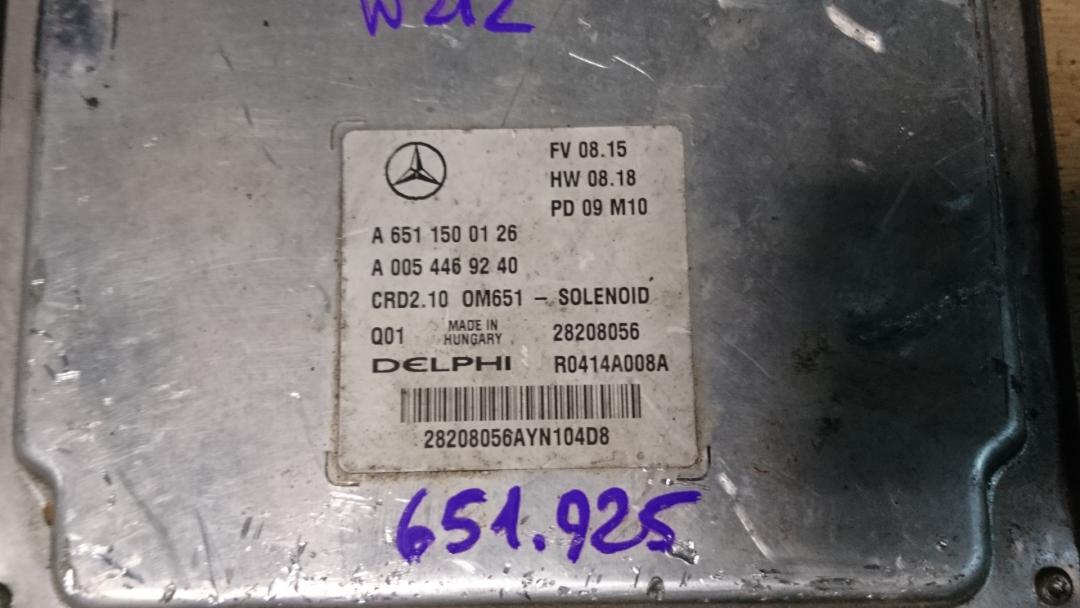 W212
FV 08.15
HW 08.18
PD 09 M10
A 651 150 01 26
A 005 446 92 40
CRD2.10 OM651 - SOLENOID
Q01 MADE IN HUNGARY 28208056
DELPHI R0414A008A
28208056AYN104D8
651.925